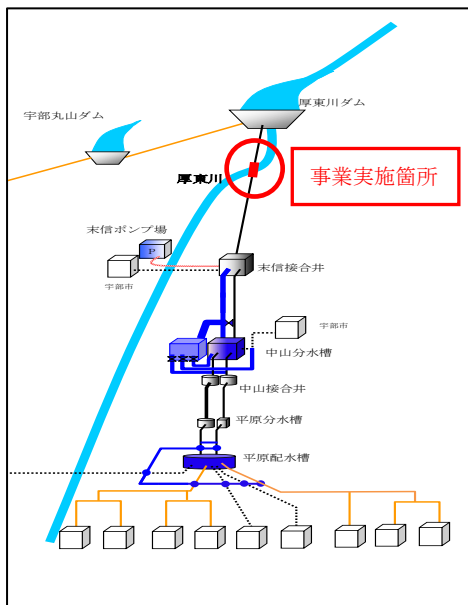 厚東川ダム
宇部丸山ダム
厚東川
事業実施箇所
末信ポンプ場
P
末信接合井
宇部市
宇部市
中山分水槽
中山接合井
平原分水槽
平原配水槽